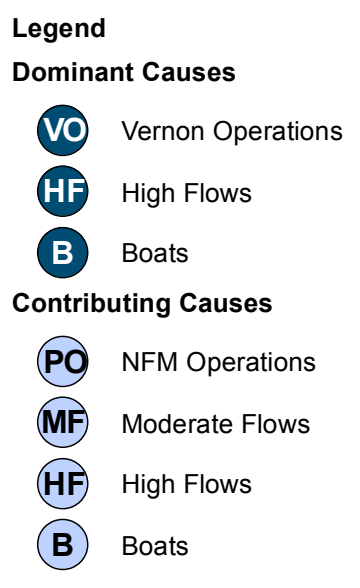 Legend
Dominant Causes
VO Vernon Operations
HF High Flows
B Boats
Contributing Causes
PO NFM Operations
MF Moderate Flows
HF High Flows
B Boats